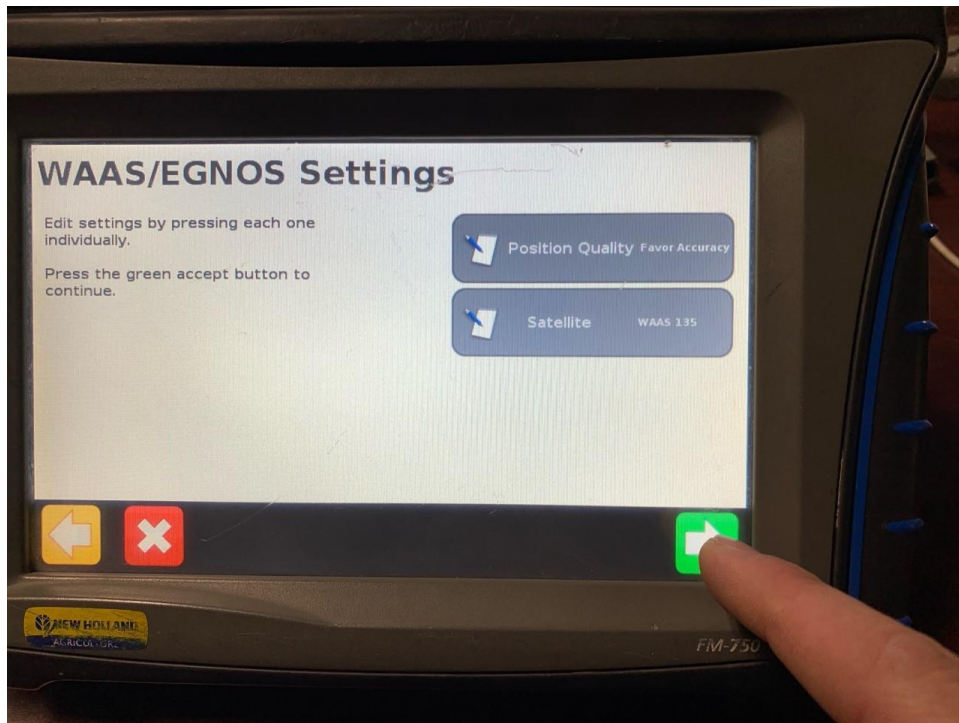 WAAS/EGNOS Settings
Edit settings by pressing each one
individually.
Press the green accept button to
continue.
Position Quality Favor Accuracy
Satellite WAAS 135
NEW HOLLAND
AGRICULTURE
FM-750